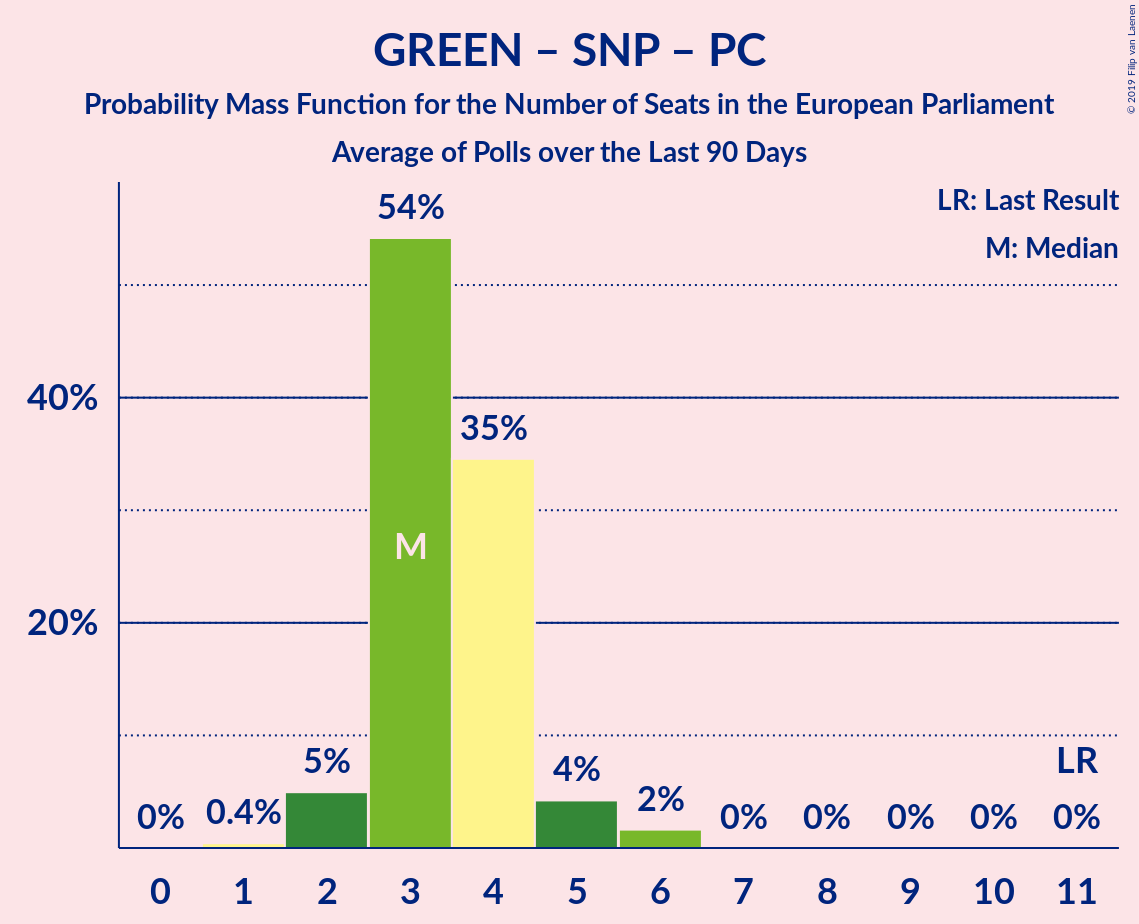 GREEN – SNP – PC
Probability Mass Function for the Number of Seats in the European Parliament
Average of Polls over the Last 90 Days
© 2019 Filip van Laenen
LR: Last Result
M: Median
54%
40%
35%
M
20%
5%
4%
LR
2%
0% 0.4% 0% 0% 0% 0% 0%
0 1 2 3 4 5 6 7 8 9 10 11